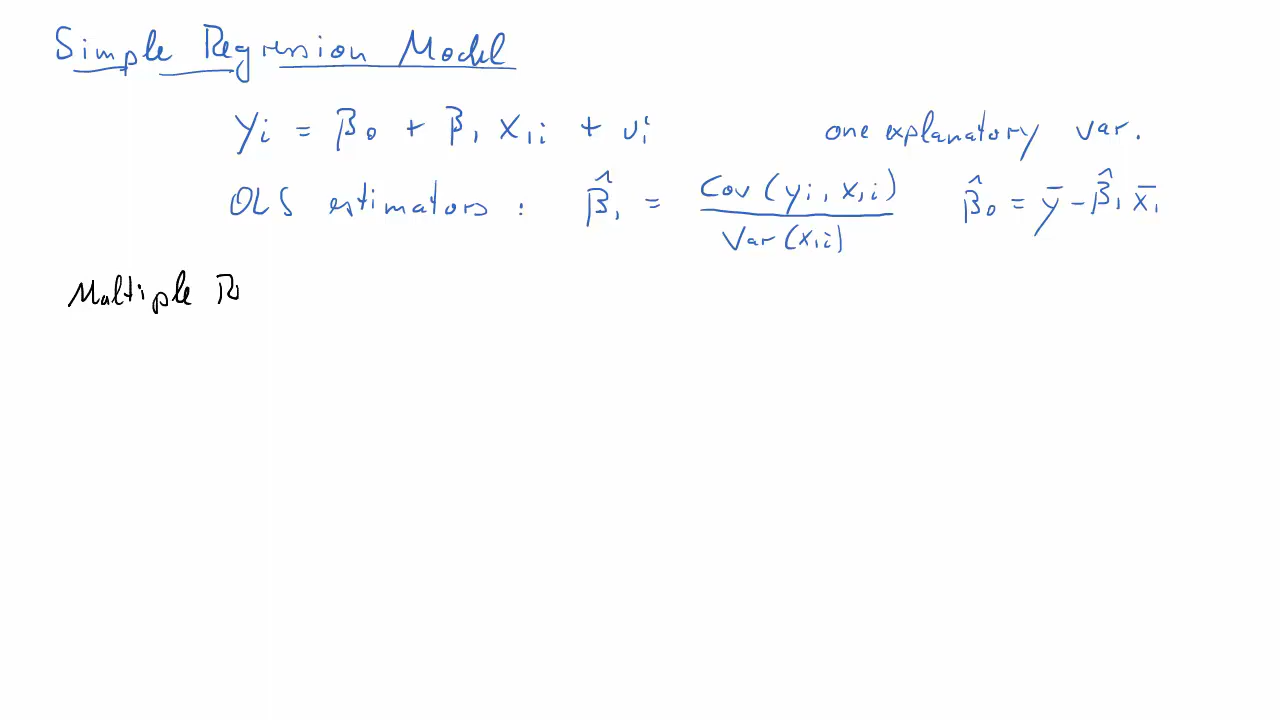 Simple Regression Model
yi = β0 + β1 x1i + ui one explanatory var.
OLS estimators : β̂1 = Cov(yi, x1i) / Var(x1i) β̂0 = ȳ - β̂1 x̄1
Multiple R